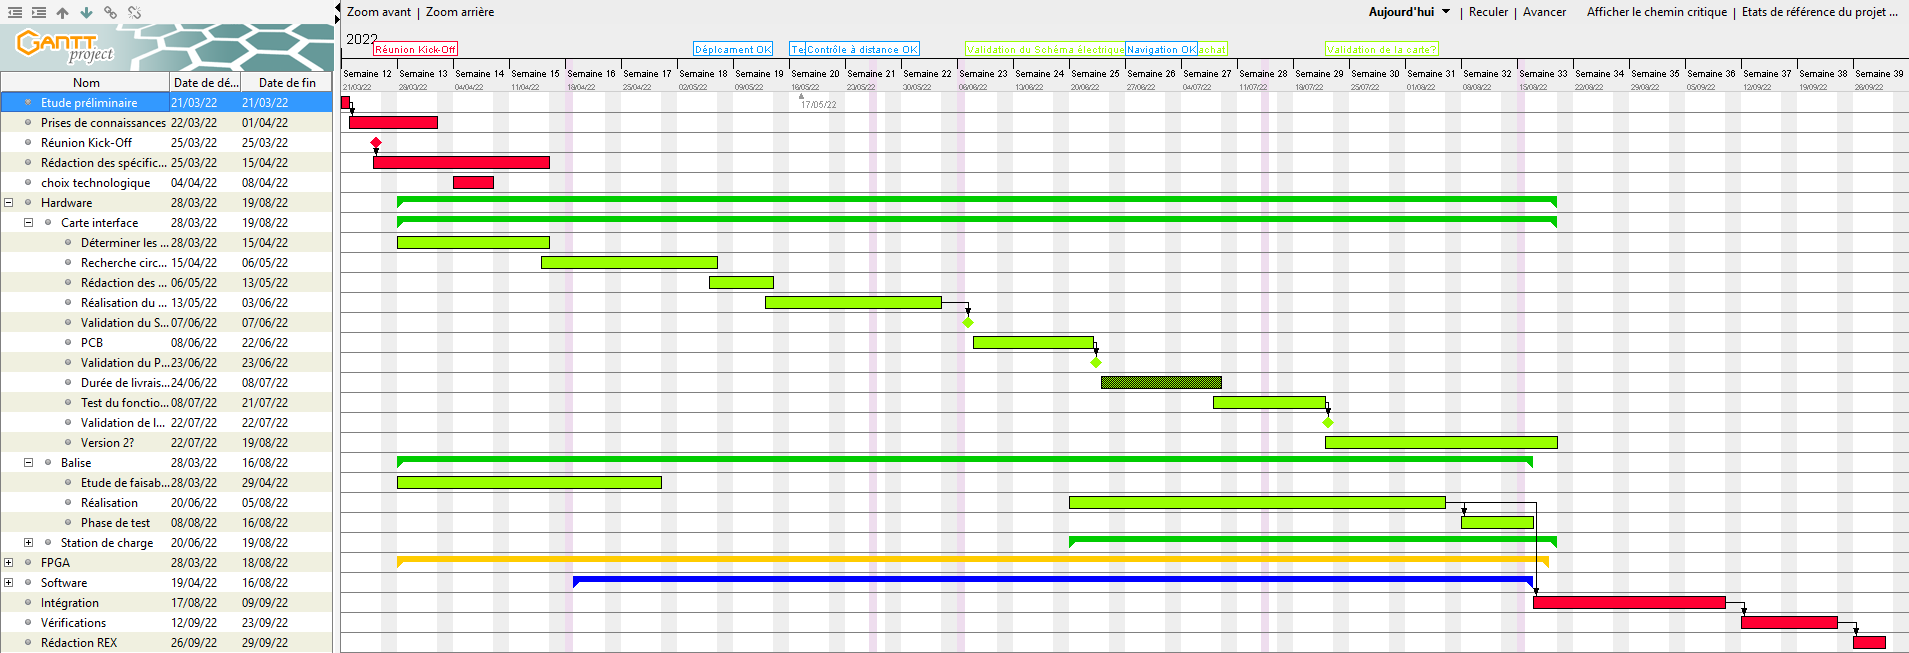 Zoom avant | Zoom arrière
Aujourd'hui | Reculer | Avancer Afficher le chemin critique | Etats de référence du projet ...
GANTT project
2022
Réunion Kick-Off Déplcament OK Te Contrôle à distance OK Validation du Schéma électrique Navigation OK achat Validation de la carte?
Nom Date de dé... Date de fin
Semaine 12 Semaine 13 Semaine 14 Semaine 15 Semaine 16 Semaine 17 Semaine 18 Semaine 19 Semaine 20 Semaine 21 Semaine 22 Semaine 23 Semaine 24 Semaine 25 Semaine 26 Semaine 27 Semaine 28 Semaine 29 Semaine 30 Semaine 31 Semaine 32 Semaine 33 Semaine 34 Semaine 35 Semaine 36 Semaine 37 Semaine 38 Semaine 39
21/03/22 28/03/22 04/04/22 11/04/22 18/04/22 25/04/22 02/05/22 09/05/22 16/05/22 23/05/22 30/05/22 06/06/22 13/06/22 20/06/22 27/06/22 04/07/22 11/07/22 18/07/22 25/07/22 01/08/22 08/08/22 15/08/22 22/08/22 29/08/22 05/09/22 12/09/22 19/09/22 26/09/22
17/05/22
Etude préliminaire 21/03/22 21/03/22
Prises de connaissances 22/03/22 01/04/22
Réunion Kick-Off 25/03/22 25/03/22
Rédaction des spécific... 25/03/22 15/04/22
choix technologique 04/04/22 08/04/22
Hardware 28/03/22 19/08/22
Carte interface 28/03/22 19/08/22
Déterminer les ... 28/03/22 15/04/22
Recherche circ... 15/04/22 06/05/22
Rédaction des ... 06/05/22 13/05/22
Réalisation du ... 13/05/22 03/06/22
Validation du S... 07/06/22 07/06/22
PCB 08/06/22 22/06/22
Validation du P... 23/06/22 23/06/22
Durée de livrais... 24/06/22 08/07/22
Test du fonctio... 08/07/22 21/07/22
Validation de l... 22/07/22 22/07/22
Version 2? 22/07/22 19/08/22
Balise 28/03/22 16/08/22
Etude de faisab... 28/03/22 29/04/22
Réalisation 20/06/22 05/08/22
Phase de test 08/08/22 16/08/22
Station de charge 20/06/22 19/08/22
FPGA 28/03/22 18/08/22
Software 19/04/22 16/08/22
Intégration 17/08/22 09/09/22
Vérifications 12/09/22 23/09/22
Rédaction REX 26/09/22 29/09/22